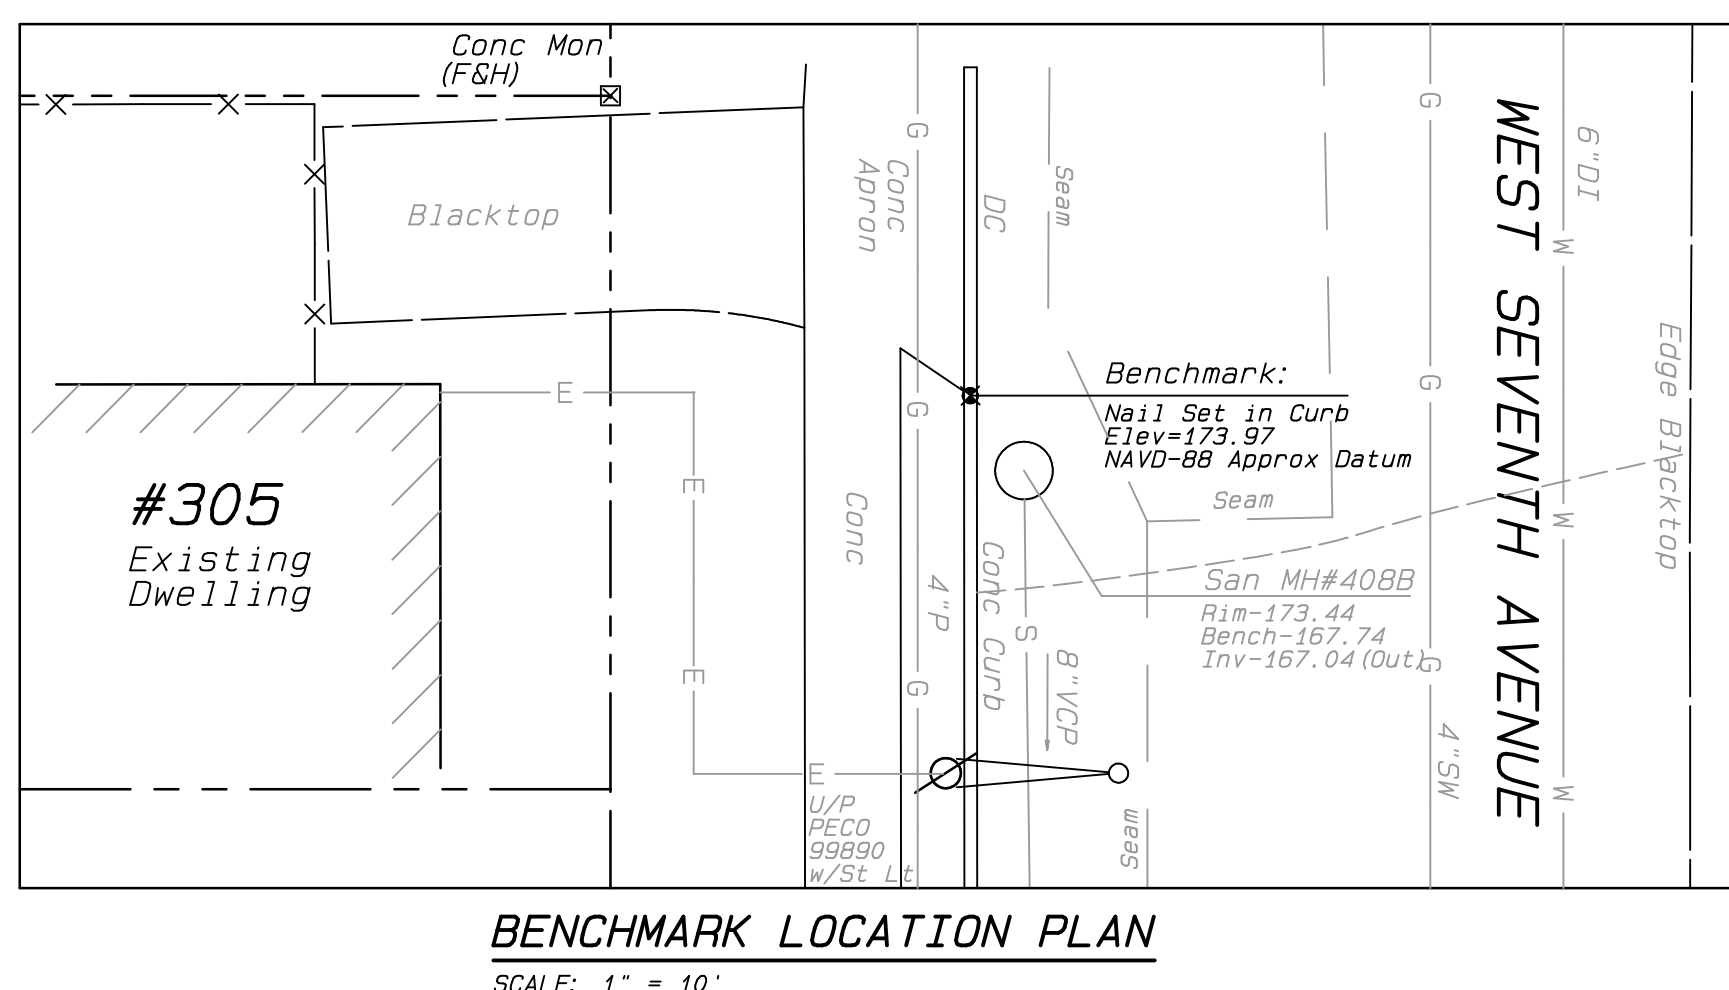 Conc Mon
(F&H)
Blacktop
Conc
Apron
G
DC
Seam
G
6"DI
W
WEST SEVENTH AVENUE
Edge Blacktop
E
G
Benchmark:
Nail Set in Curb
Elev=173.97
NAVD-88 Approx Datum
G
#305
Existing
Dwelling
E
Conc
Seam
W
4"P
Conc Curb
S
San MH#408B
Rim-173.44
Bench-167.74
Inv-167.04(Out)
G
E
G
8"VCP
4"SW
W
E
U/P
PECO
99890
w/St Lt
Seam
BENCHMARK LOCATION PLAN
SCALE: 1" = 10'